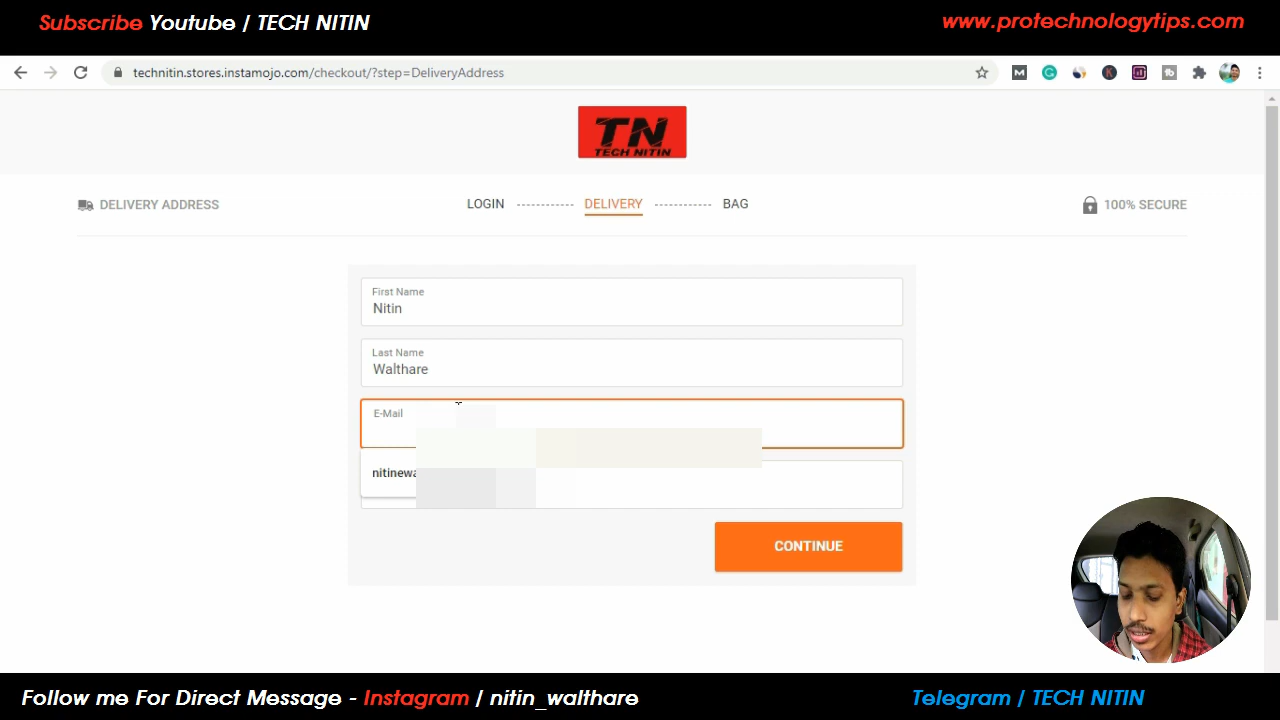 Subscribe Youtube / TECH NITIN
www.protechnologytips.com
technitin.stores.instamojo.com/checkout/?step=DeliveryAddress
TN
TECH NITIN
DELIVERY ADDRESS
LOGIN DELIVERY BAG
100% SECURE
First Name
Nitin
Last Name
Walthare
E-Mail
CONTINUE
Follow me For Direct Message - Instagram / nitin_walthare
Telegram / TECH NITIN